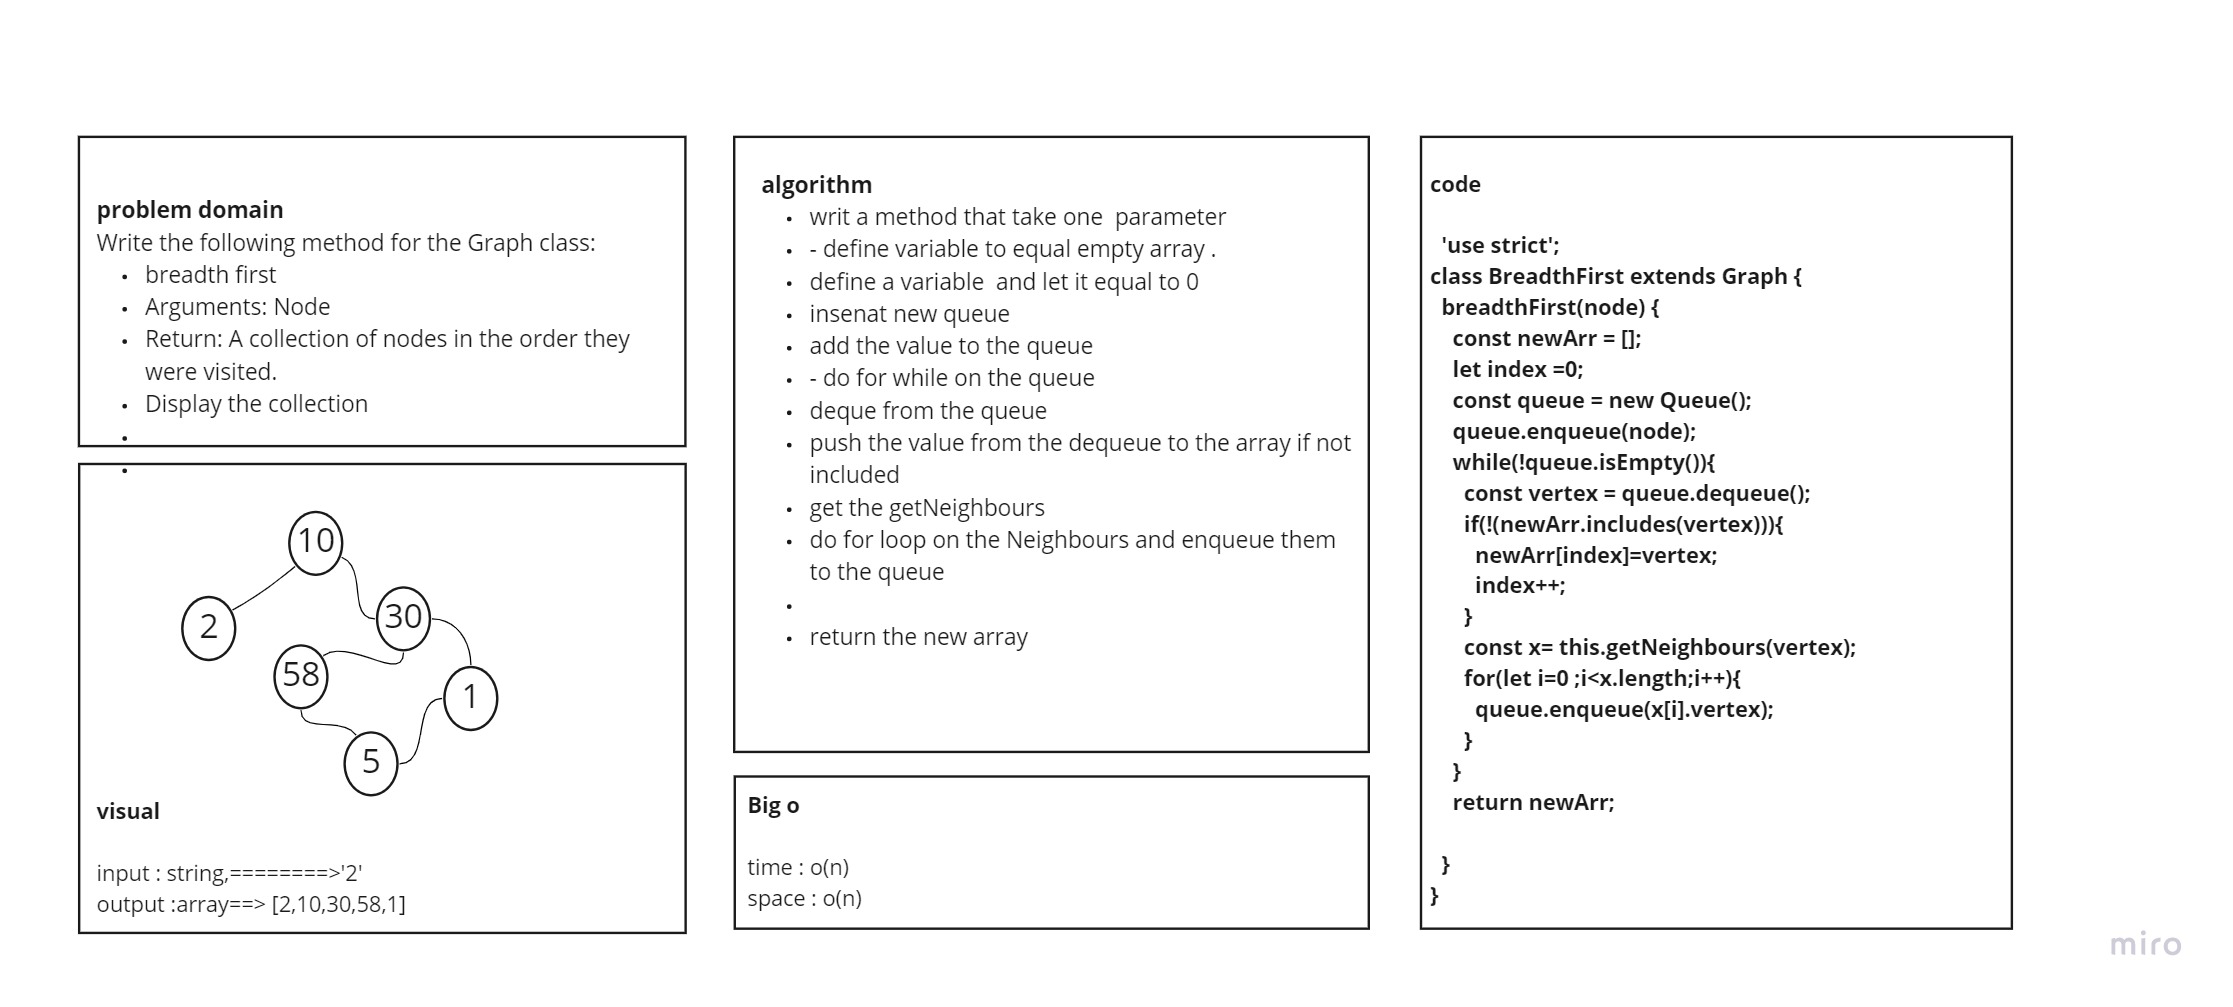 problem domain
Write the following method for the Graph class:
• breadth first
• Arguments: Node
• Return: A collection of nodes in the order they
were visited.
• Display the collection
•
•
10
2
30
58
1
5
visual
input : string,========>'2'
output :array==> [2,10,30,58,1]
algorithm
• writ a method that take one  parameter
• - define variable to equal empty array .
• define a variable  and let it equal to 0
• insenat new queue
• add the value to the queue
• - do for while on the queue
• deque from the queue
• push the value from the dequeue to the array if not
included
• get the getNeighbours
• do for loop on the Neighbours and enqueue them
to the queue
•
• return the new array
Big o
time : o(n)
space : o(n)
code
'use strict';
class BreadthFirst extends Graph {
breadthFirst(node) {
const newArr = [];
let index =0;
const queue = new Queue();
queue.enqueue(node);
while(!queue.isEmpty()){
const vertex = queue.dequeue();
if(!(newArr.includes(vertex))){
newArr[index]=vertex;
index++;
}
const x= this.getNeighbours(vertex);
for(let i=0 ;i<x.length;i++){
queue.enqueue(x[i].vertex);
}
}
return newArr;
}
}
miro